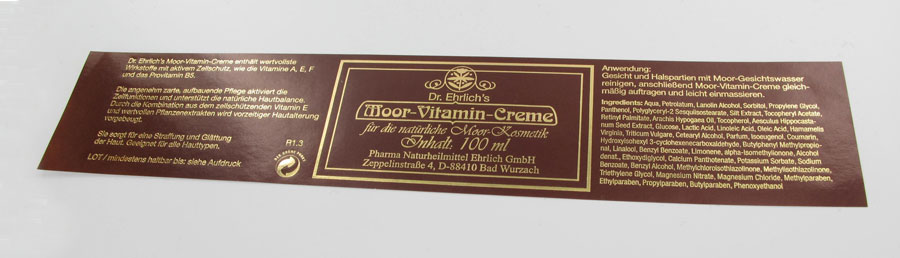 Dr. Ehrlich's Moor-Vitamin-Creme enthält wertvollste
Wirkstoffe mit aktivem Zellschutz, wie die Vitamine A, E, F
und das Provitamin B5.
Die angenehm zarte, aufbauende Pflege aktiviert die
Zellfunktionen und unterstützt die natürliche Hautbalance.
Durch die Kombination aus dem zellschützenden Vitamin E
und wertvollen Pflanzenextrakten wird vorzeitiger Hautalterung
vorgebeugt.
Sie sorgt für eine Straffung und Glättung
der Haut. Geeignet für alle Hauttypen.
LOT / mindestens haltbar bis: siehe Aufdruck
R1.3
DER GRÜNE PUNKT
Dr. Ehrlich's
Moor-Vitamin-Creme
für die natürliche Moor-Kosmetik
Inhalt: 100 ml
Pharma Naturheilmittel Ehrlich GmbH
Zeppelinstraße 4, D-88410 Bad Wurzach
Anwendung:
Gesicht und Halspartien mit Moor-Gesichtswasser
reinigen, anschließend Moor-Vitamin-Creme gleich-
mäßig auftragen und leicht einmassieren.
Ingredients: Aqua, Petrolatum, Lanolin Alcohol, Sorbitol, Propylene Glycol,
Panthenol, Polyglyceryl-2 Sesquiisostearate, Silt Extract, Tocopheryl Acetate,
Retinyl Palmitate, Arachis Hypogaea Oil, Tocopherol, Aesculus Hippocasta-
num Seed Extract, Glucose, Lactic Acid, Linoleic Acid, Oleic Acid, Hamamelis
Virginia, Triticum Vulgare, Cetearyl Alcohol, Parfum, Isoeugenol, Coumarin,
Hydroxyisohexyl 3-cyclohexenecarboxaldehyde, Butylphenyl Methylpropio-
nal, Linalool, Benzyl Benzoate, Limonene, alpha-Isomethylionone, Alcohol
denat., Ethoxydiglycol, Calcium Panthotenate, Potassium Sorbate, Sodium
Benzoate, Benzyl Alcohol, Methylchloroisothiazolinone, Methylisothiazolinone,
Triethylene Glycol, Magnesium Nitrate, Magnesium Chloride, Methylparaben,
Ethylparaben, Propylparaben, Butylparaben, Phenoxyethanol